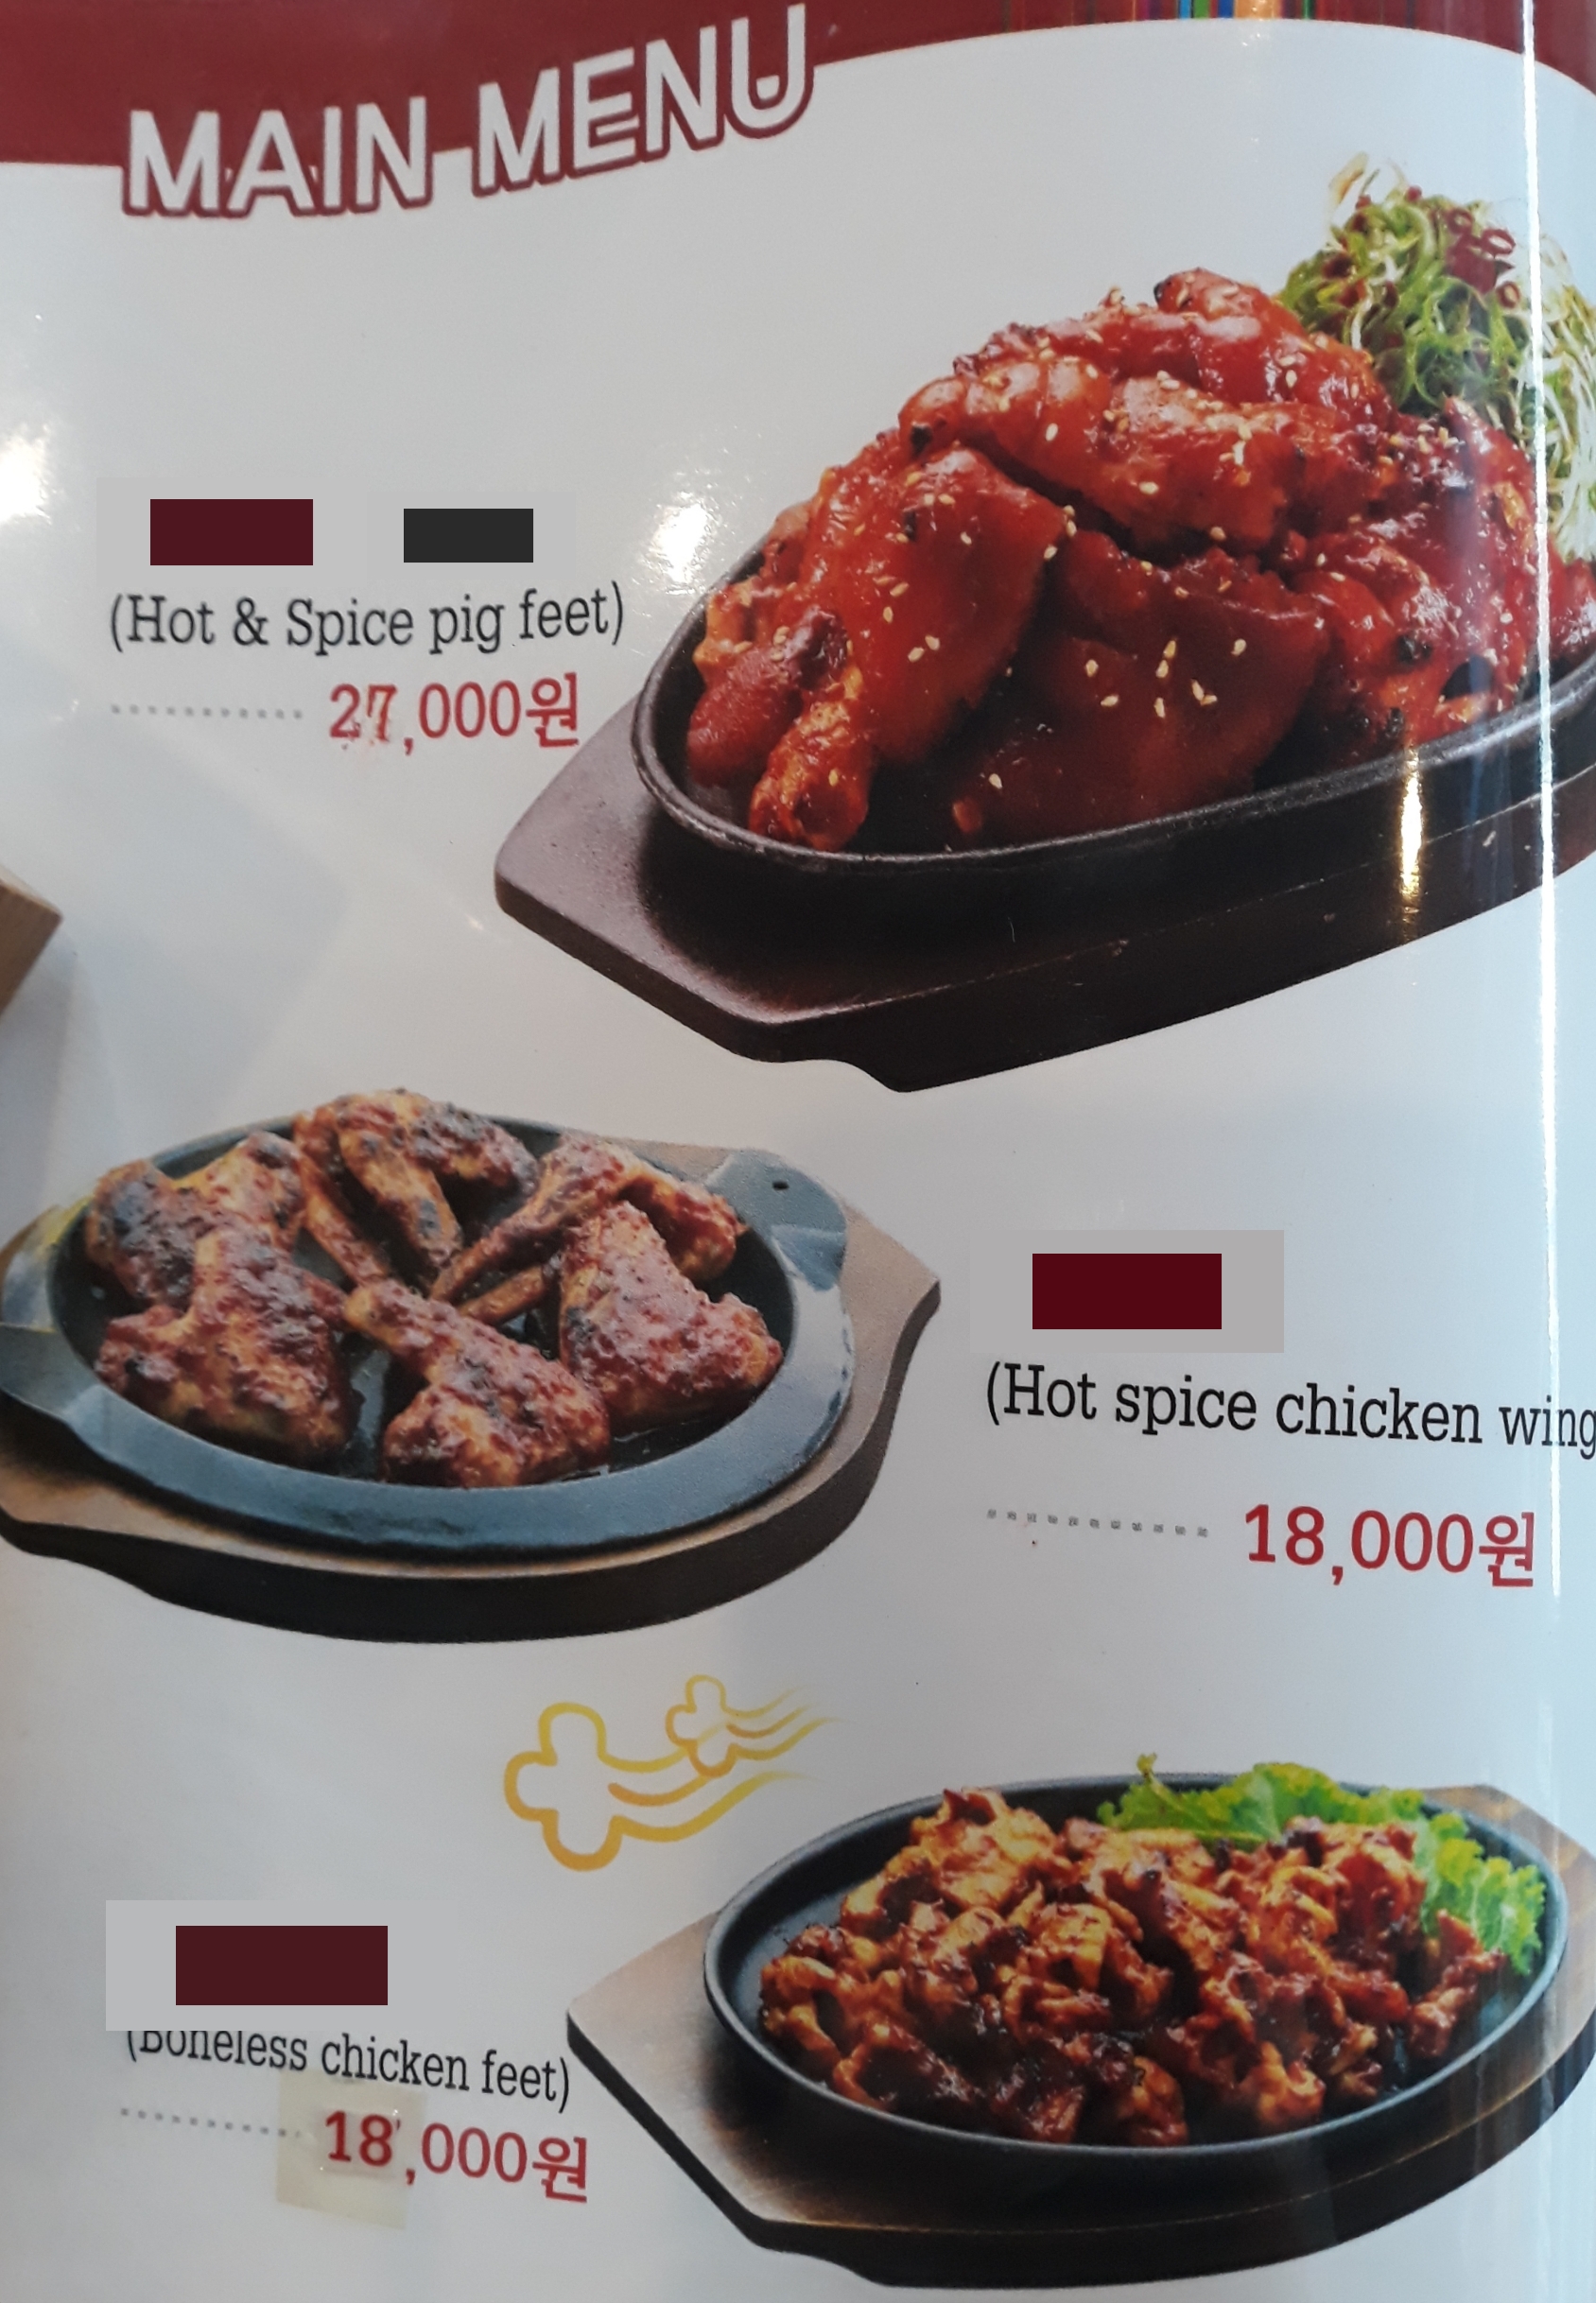 MAIN MENU
(Hot & Spice pig feet)
27,000원
(Hot spice chicken wing
18,000원
(Boneless chicken feet)
18,000원